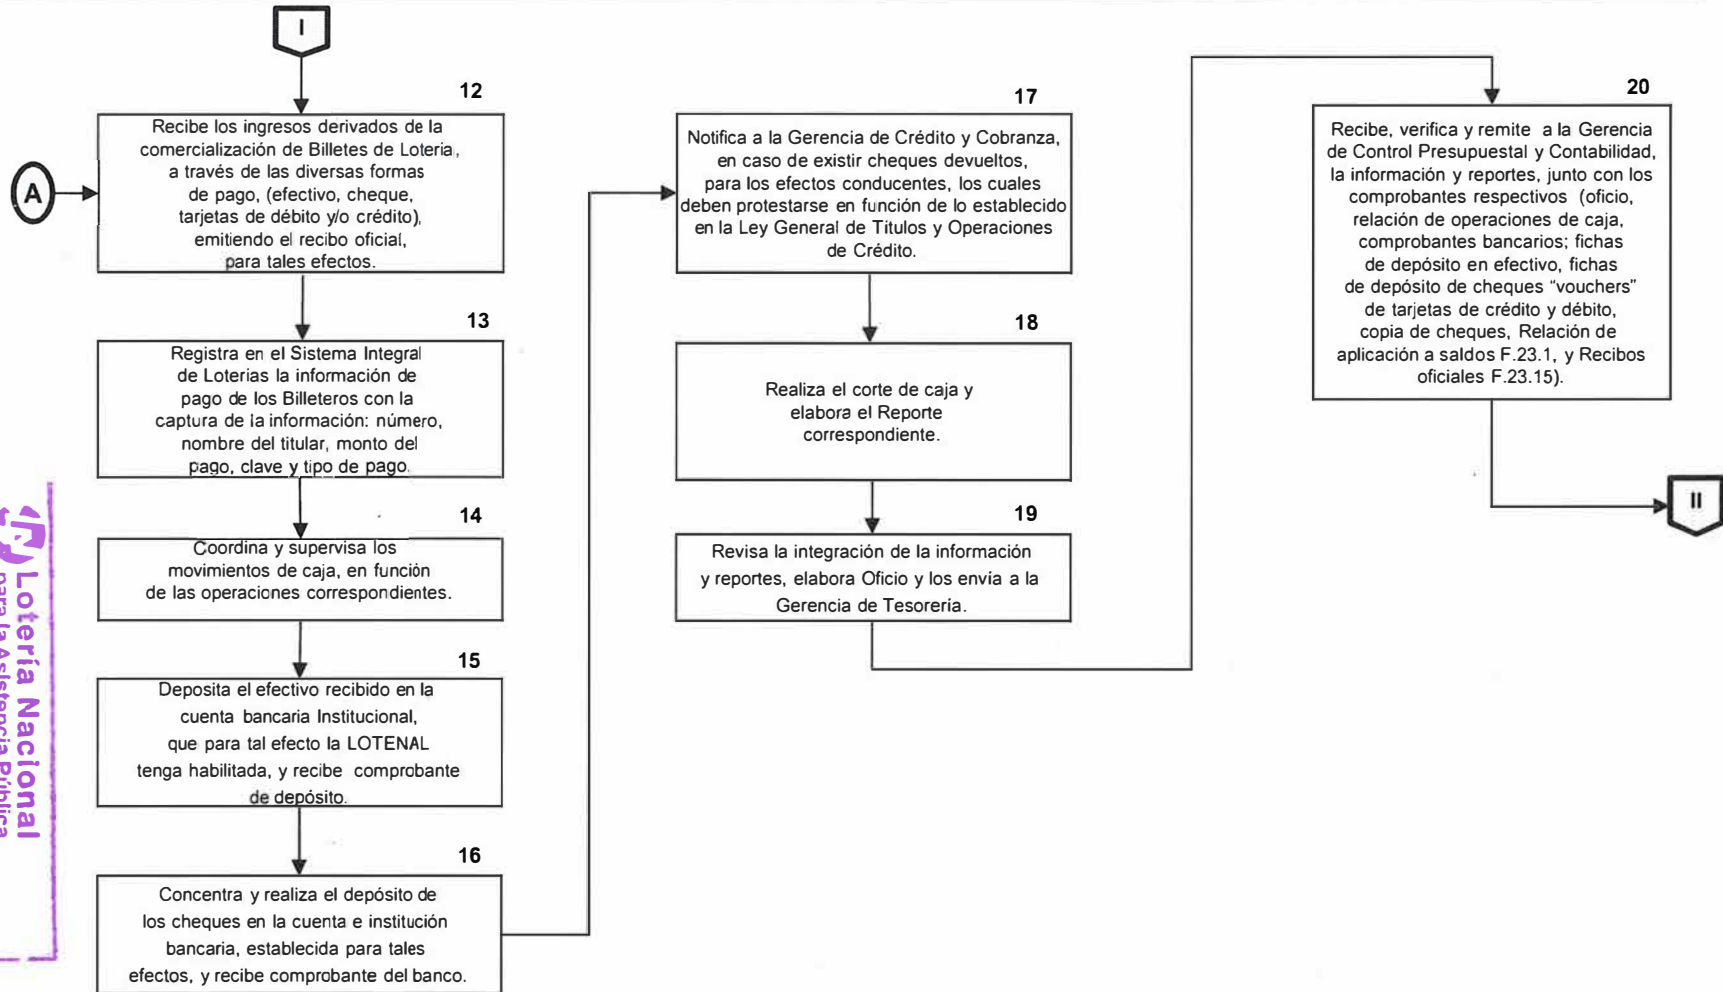 I
12
Recibe los ingresos derivados de la
comercialización de Billetes de Loteria,
a través de las diversas formas
de pago, (efectivo, cheque,
tarjetas de débito y/o crédito),
emitiendo el recibo oficial,
para tales efectos.
A
13
Registra en el Sistema Integral
de Loterias la información de
pago de los Billeteros con la
captura de la información: número,
nombre del titular, monto del
pago, clave y tipo de pago.
14
Coordina y supervisa los
movimientos de caja, en función
de las operaciones correspondientes.
15
Deposita el efectivo recibido en la
cuenta bancaria Institucional,
que para tal efecto la LOTENAL
tenga habilitada, y recibe comprobante
de depósito.
16
Concentra y realiza el depósito de
los cheques en la cuenta e institución
bancaria, establecida para tales
efectos, y recibe comprobante del banco.
17
Notifica a la Gerencia de Crédito y Cobranza,
en caso de existir cheques devueltos,
para los efectos conducentes, los cuales
deben protestarse en función de lo establecido
en la Ley General de Titulos y Operaciones
de Crédito.
18
Realiza el corte de caja y
elabora el Reporte
correspondiente.
19
Revisa la integración de la información
y reportes, elabora Oficio y los envía a la
Gerencia de Tesorería.
20
Recibe, verifica y remite a la Gerencia
de Control Presupuestal y Contabilidad,
la información y reportes, junto con los
comprobantes respectivos (oficio,
relación de operaciones de caja,
comprobantes bancarios; fichas
de depósito en efectivo, fichas
de depósito de cheques "vouchers"
de tarjetas de crédito y débito,
copia de cheques, Relación de
aplicación a saldos F.23.1, y Recibos
oficiales F.23.15).
II
Lotería Nacional
para la Asistencia Pública